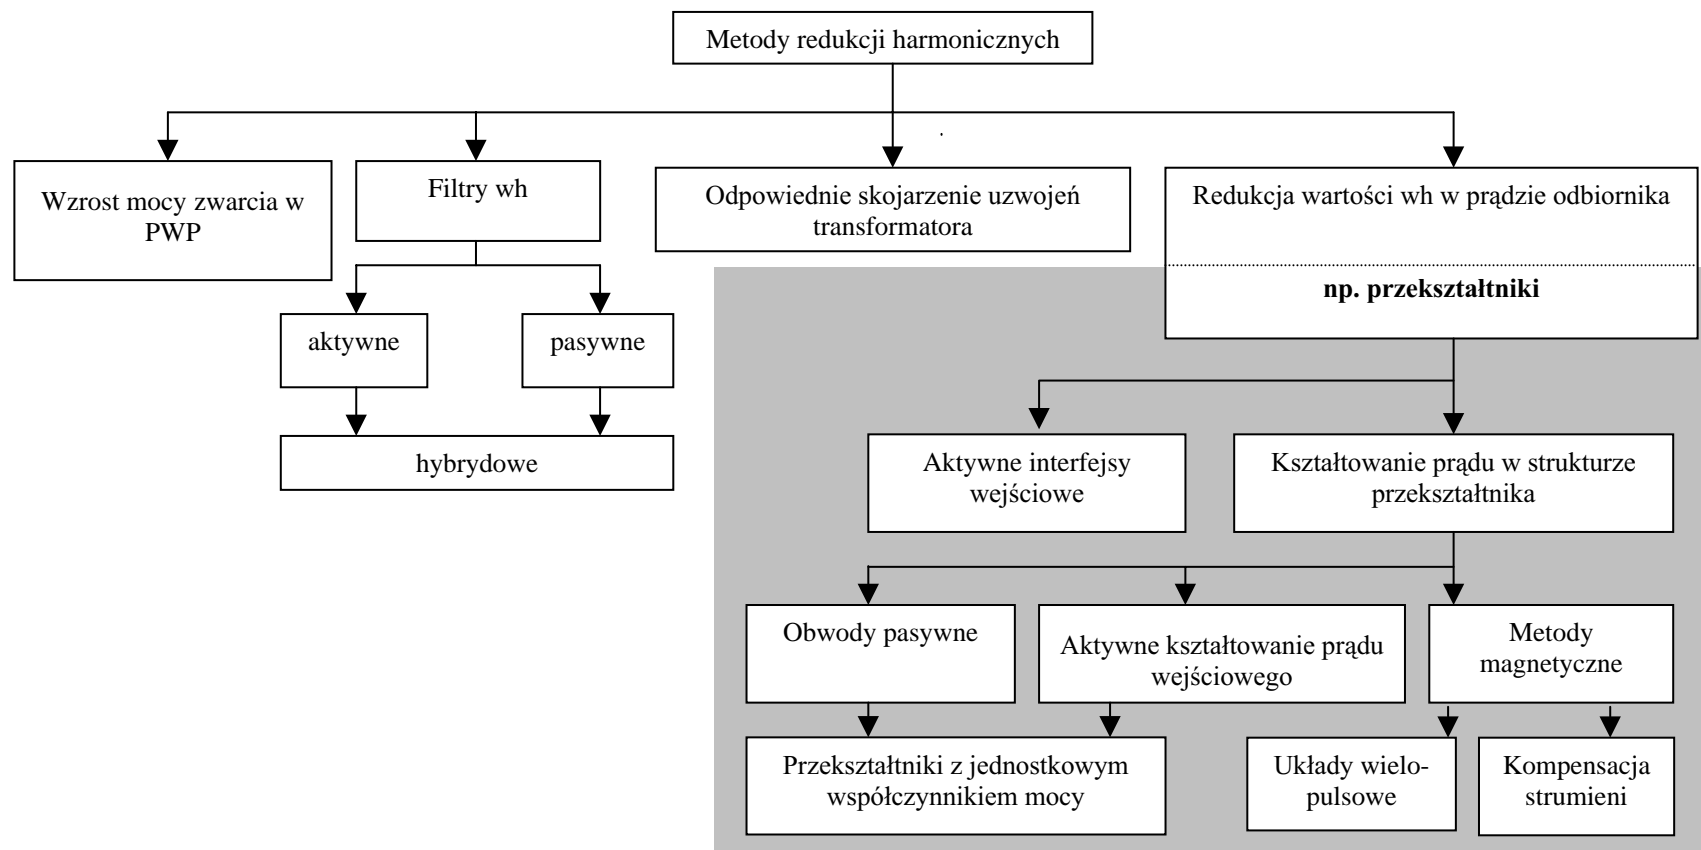 Metody redukcji harmonicznych
Wzrost mocy zwarcia w
PWP
Filtry wh
Odpowiednie skojarzenie uzwojeń
transformatora
Redukcja wartości wh w prądzie odbiornika
np. przekształtniki
aktywne
pasywne
hybrydowe
Aktywne interfejsy
wejściowe
Kształtowanie prądu w strukturze
przekształtnika
Obwody pasywne
Aktywne kształtowanie prądu
wejściowego
Metody
magnetyczne
Przekształtniki z jednostkowym
współczynnikiem mocy
Układy wielo-
pulsowe
Kompensacja
strumieni